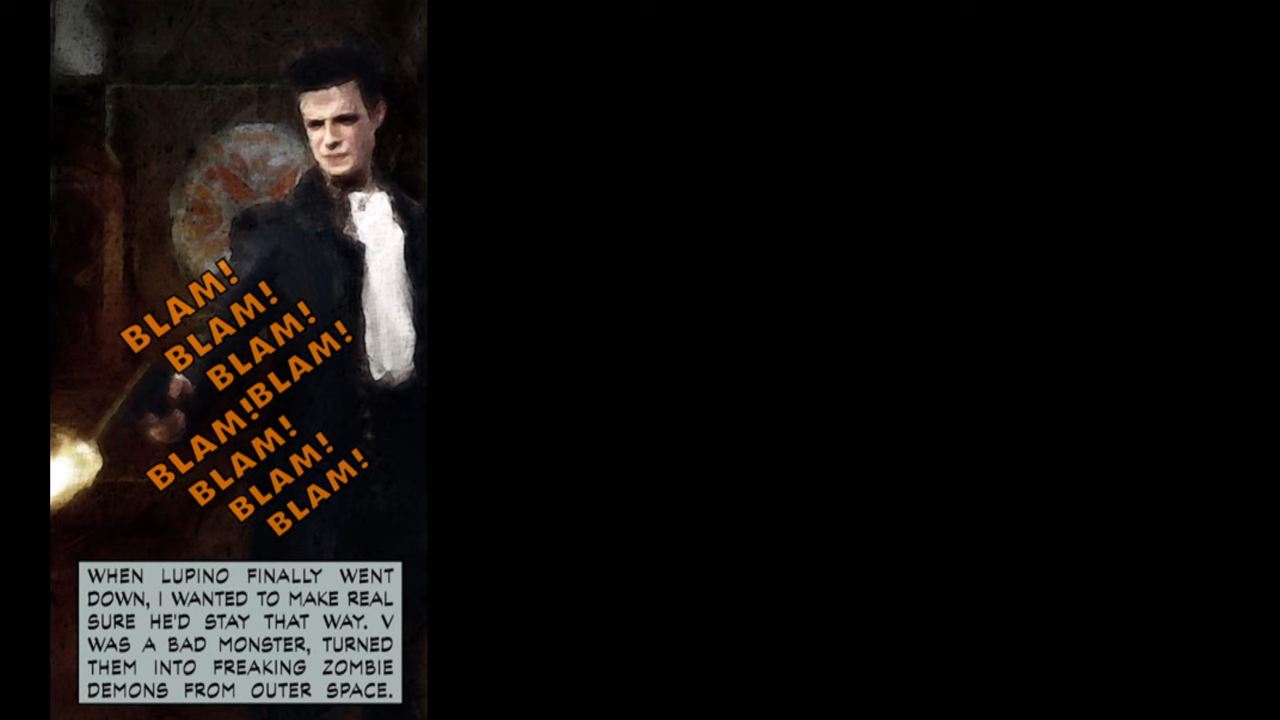 BLAM!
BLAM!
BLAM!
BLAM!
BLAM!
BLAM!
BLAM!
BLAM!
WHEN LUPINO FINALLY WENT
DOWN, I WANTED TO MAKE REAL
SURE HE'D STAY THAT WAY. V
WAS A BAD MONSTER, TURNED
THEM INTO FREAKING ZOMBIE
DEMONS FROM OUTER SPACE.